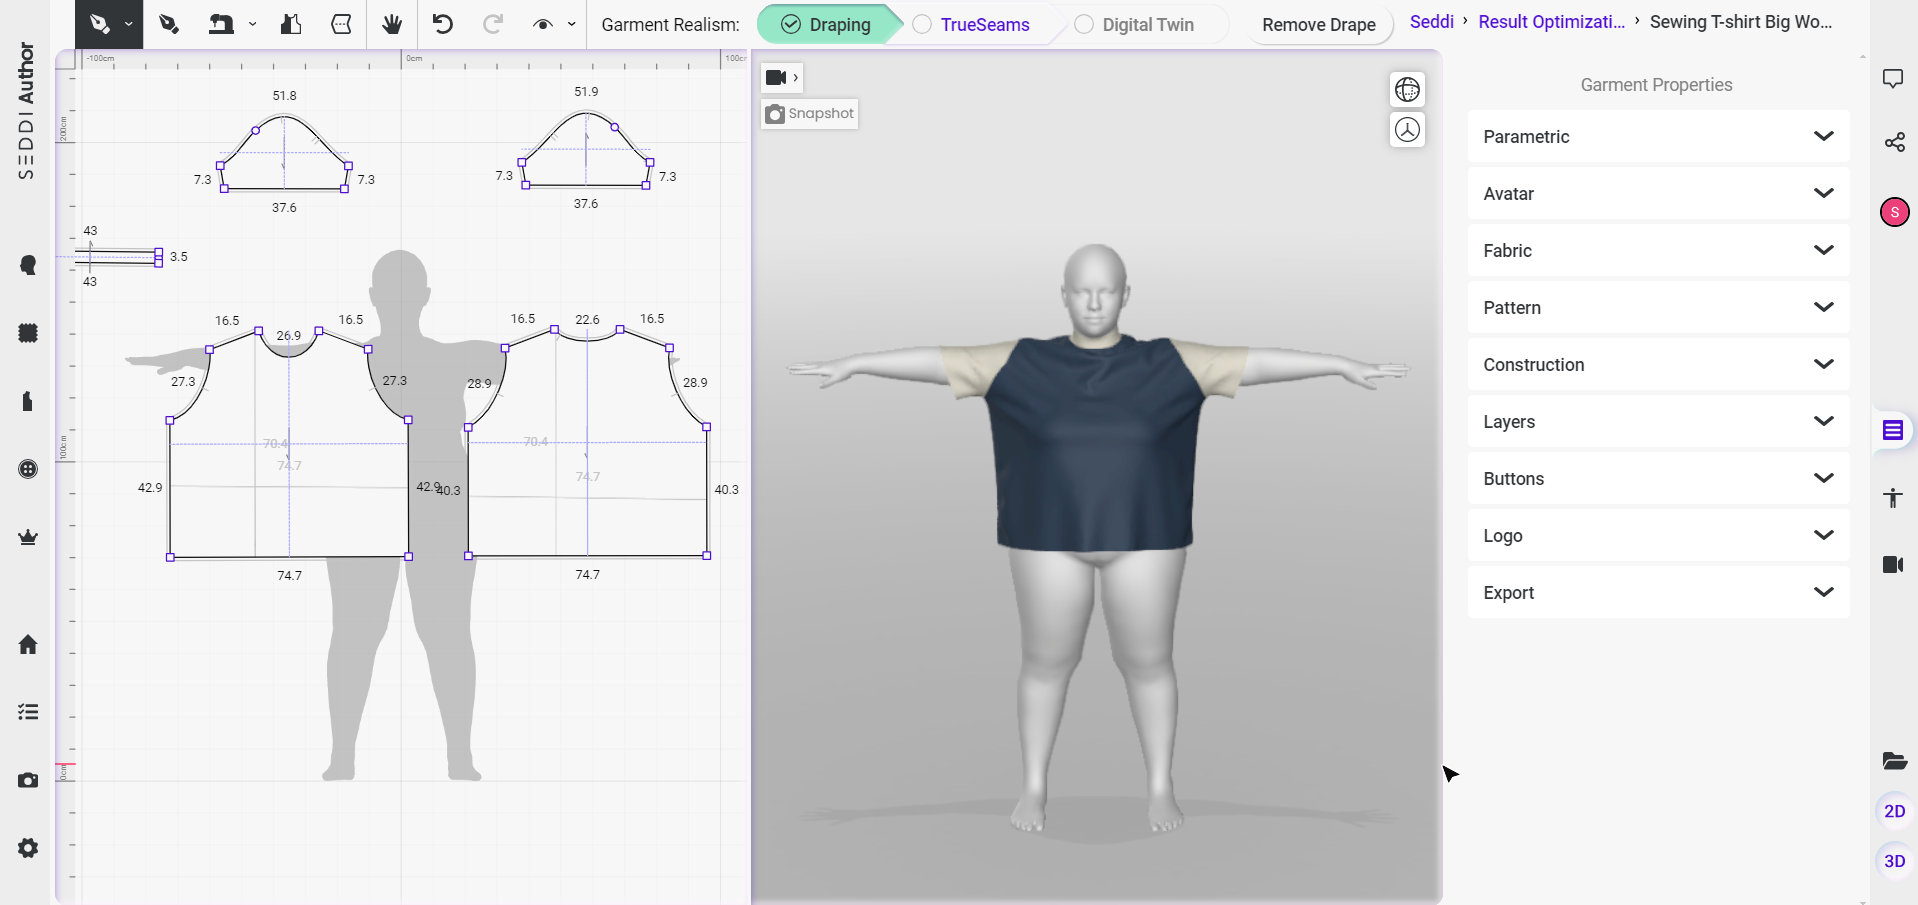 SEDDI Author
Garment Realism:
Draping
TrueSeams
Digital Twin
Remove Drape
Seddi › Result Optimizati... › Sewing T-shirt Big Wo...
-100cm
0cm
100c
200cm
100cm
0cm
51.8
7.3
7.3
37.6
51.9
7.3
7.3
37.6
43
3.5
43
16.5
26.9
16.5
27.3
27.3
70.4
74.7
42.9
42.9
74.7
16.5
22.6
16.5
28.9
28.9
70.4
74.7
40.3
40.3
74.7
Snapshot
Garment Properties
Parametric
Avatar
Fabric
Pattern
Construction
Layers
Buttons
Logo
Export
S
2D
3D